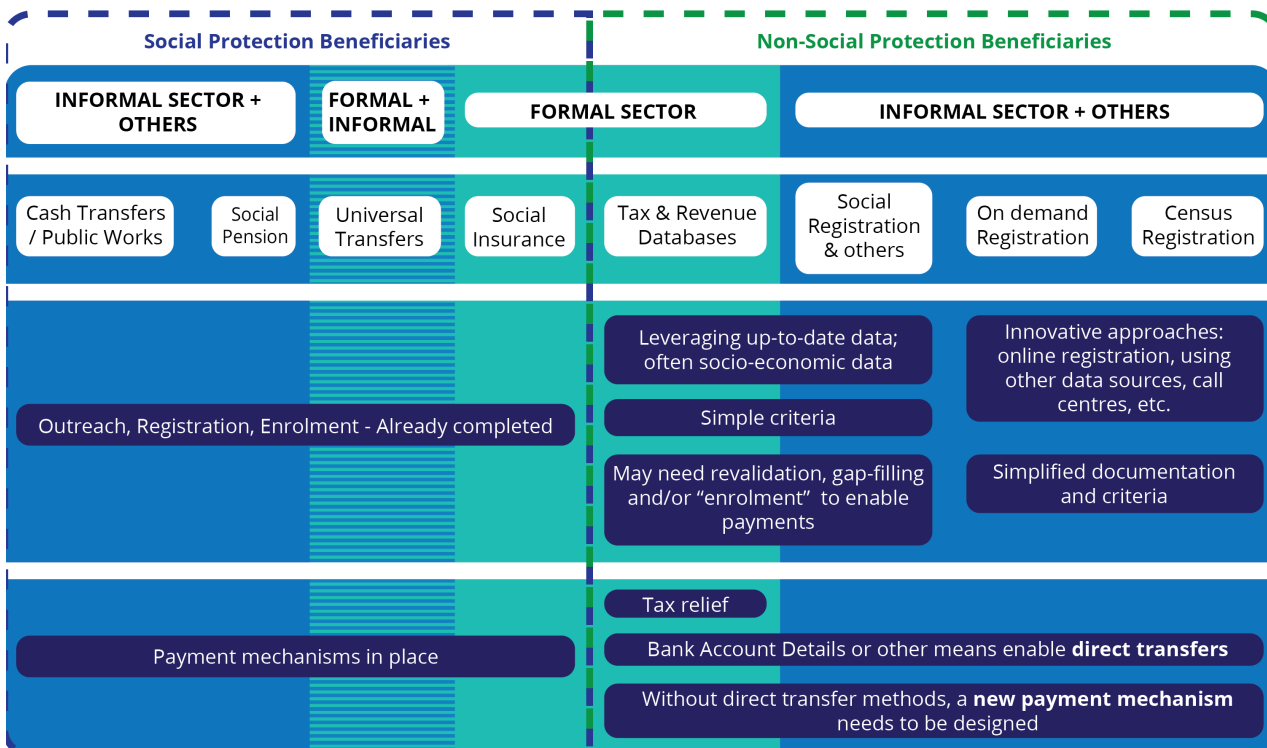 Social Protection Beneficiaries
Non-Social Protection Beneficiaries
INFORMAL SECTOR +
OTHERS
FORMAL +
INFORMAL
FORMAL SECTOR
INFORMAL SECTOR + OTHERS
Cash Transfers
/ Public Works
Social
Pension
Universal
Transfers
Social
Insurance
Tax & Revenue
Databases
Social
Registration
& others
On demand
Registration
Census
Registration
Outreach, Registration, Enrolment - Already completed
Leveraging up-to-date data;
often socio-economic data
Simple criteria
May need revalidation, gap-filling
and/or “enrolment”  to enable
payments
Innovative approaches:
online registration, using
other data sources, call
centres, etc.
Simplified documentation
and criteria
Payment mechanisms in place
Tax relief
Bank Account Details or other means enable direct transfers
Without direct transfer methods, a new payment mechanism
needs to be designed